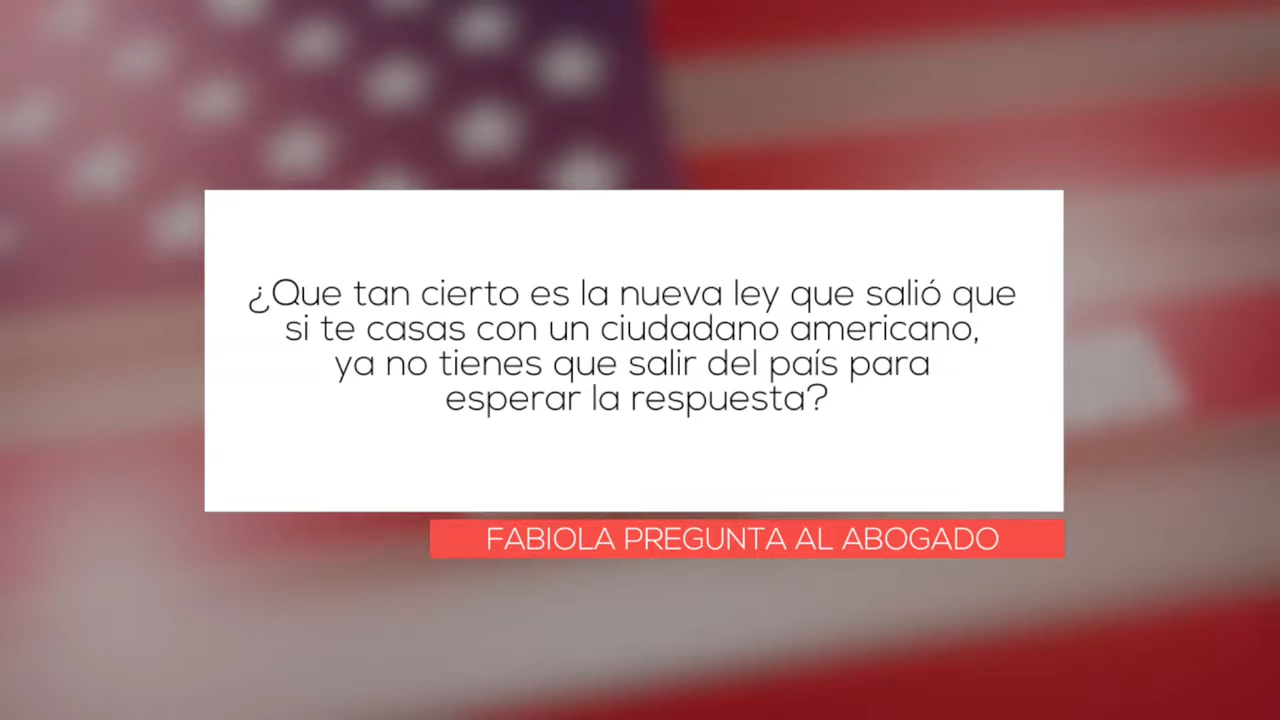 ¿Que tan cierto es la nueva ley que salió que
si te casas con un ciudadano americano,
ya no tienes que salir del país para
esperar la respuesta?
FABIOLA PREGUNTA AL ABOGADO